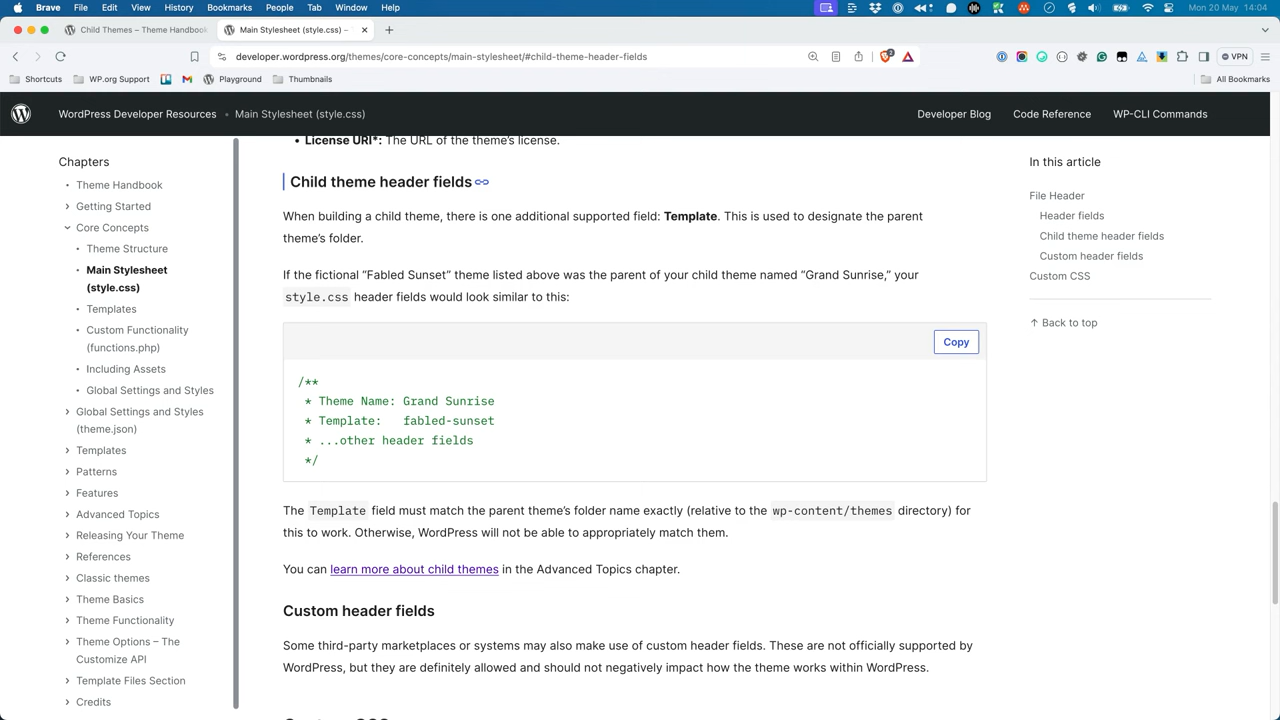 Brave File Edit View History Bookmarks People Tab Window Help Mon 20 May 14:04
Child Themes – Theme Handbook Main Stylesheet (style.css) –
developer.wordpress.org/themes/core-concepts/main-stylesheet/#child-theme-header-fields 2 VPN
Shortcuts WP.org Support Playground Thumbnails All Bookmarks
WordPress Developer Resources • Main Stylesheet (style.css) Developer Blog Code Reference WP-CLI Commands
Chapters
Theme Handbook
Getting Started
Core Concepts
Theme Structure
Main Stylesheet
(style.css)
Templates
Custom Functionality
(functions.php)
Including Assets
Global Settings and Styles
Global Settings and Styles
(theme.json)
Templates
Patterns
Features
Advanced Topics
Releasing Your Theme
References
Classic themes
Theme Basics
Theme Functionality
Theme Options – The
Customize API
Template Files Section
Credits
• License URI*: The URL of the theme's license.
Child theme header fields
When building a child theme, there is one additional supported field: Template. This is used to designate the parent
theme's folder.
If the fictional “Fabled Sunset” theme listed above was the parent of your child theme named “Grand Sunrise,” your
style.css header fields would look similar to this:
Copy
/**
* Theme Name: Grand Sunrise
* Template: fabled-sunset
* ...other header fields
*/
The Template field must match the parent theme's folder name exactly (relative to the wp-content/themes directory) for
this to work. Otherwise, WordPress will not be able to appropriately match them.
You can learn more about child themes in the Advanced Topics chapter.
Custom header fields
Some third-party marketplaces or systems may also make use of custom header fields. These are not officially supported by
WordPress, but they are definitely allowed and should not negatively impact how the theme works within WordPress.
In this article
File Header
Header fields
Child theme header fields
Custom header fields
Custom CSS
↑ Back to top